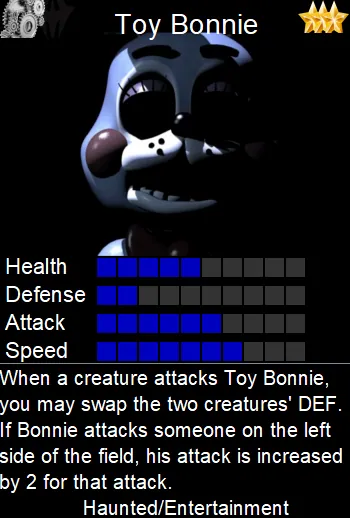 Toy Bonnie
Health
Defense
Attack
Speed
When a creature attacks Toy Bonnie,
you may swap the two creatures' DEF.
If Bonnie attacks someone on the left
side of the field, his attack is increased
by 2 for that attack.
Haunted/Entertainment